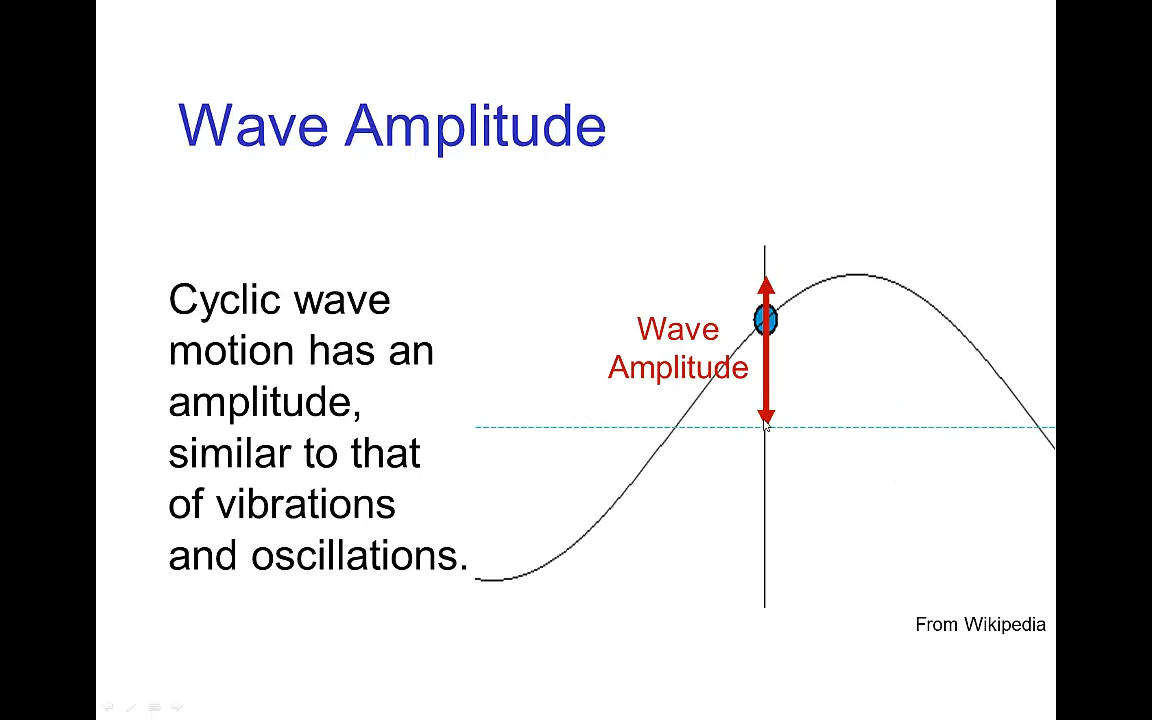 Wave Amplitude
Cyclic wave
motion has an
amplitude,
similar to that
of vibrations
and oscillations.
Wave
Amplitude
From Wikipedia